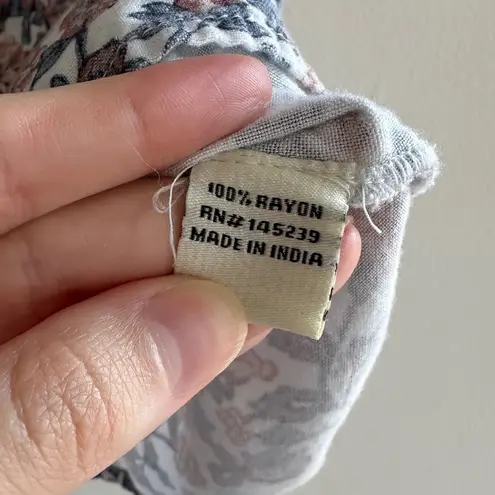 100% RAYON
RN# 145239
MADE IN INDIA